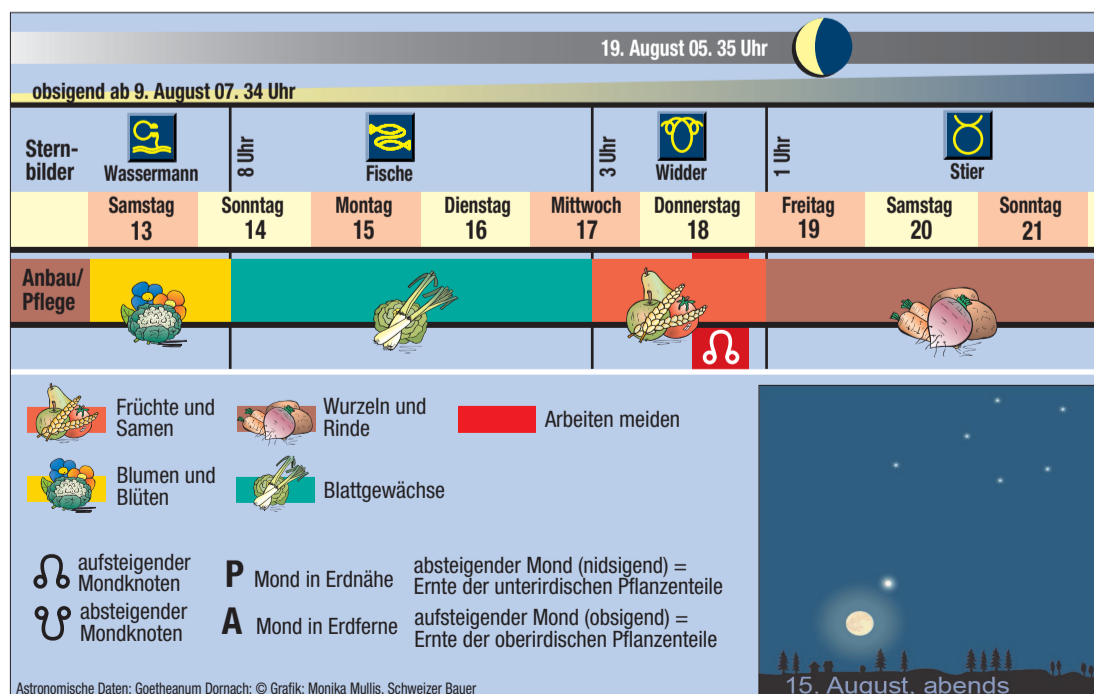 19. August 05. 35 Uhr
obsigend ab 9. August 07. 34 Uhr
Stern-
bilder
Wassermann
8 Uhr
Fische
3 Uhr
Widder
1 Uhr
Stier
Samstag Sonntag Montag Dienstag Mittwoch Donnerstag Freitag Samstag Sonntag
13 14 15 16 17 18 19 20 21
Anbau/
Pflege
Früchte und
Samen
Wurzeln und
Rinde
Arbeiten meiden
Blumen und
Blüten
Blattgewächse
aufsteigender
Mondknoten
absteigender
Mondknoten
P Mond in Erdnähe
A Mond in Erdferne
absteigender Mond (nidsigend) =
Ernte der unterirdischen Pflanzenteile
aufsteigender Mond (obsigend) =
Ernte der oberirdischen Pflanzenteile
15. August, abends
Astronomische Daten: Goetheanum Dornach; © Grafik: Monika Mullis, Schweizer Bauer